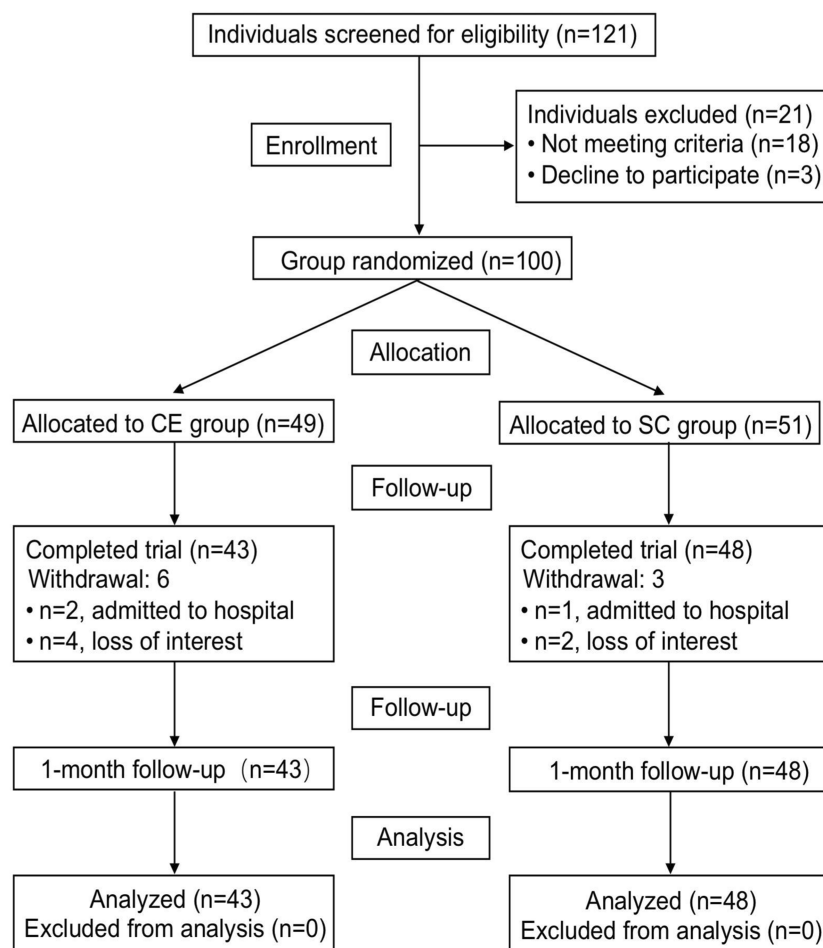 Individuals screened for eligibility (n=121)
Enrollment
Individuals excluded (n=21)
• Not meeting criteria (n=18)
• Decline to participate (n=3)
Group randomized (n=100)
Allocation
Allocated to CE group (n=49)
Allocated to SC group (n=51)
Follow-up
Completed trial (n=43)
Withdrawal: 6
• n=2, admitted to hospital
• n=4, loss of interest
Completed trial (n=48)
Withdrawal: 3
• n=1, admitted to hospital
• n=2, loss of interest
Follow-up
1-month follow-up（n=43）
1-month follow-up (n=48)
Analysis
Analyzed (n=43)
Excluded from analysis (n=0)
Analyzed (n=48)
Excluded from analysis (n=0)